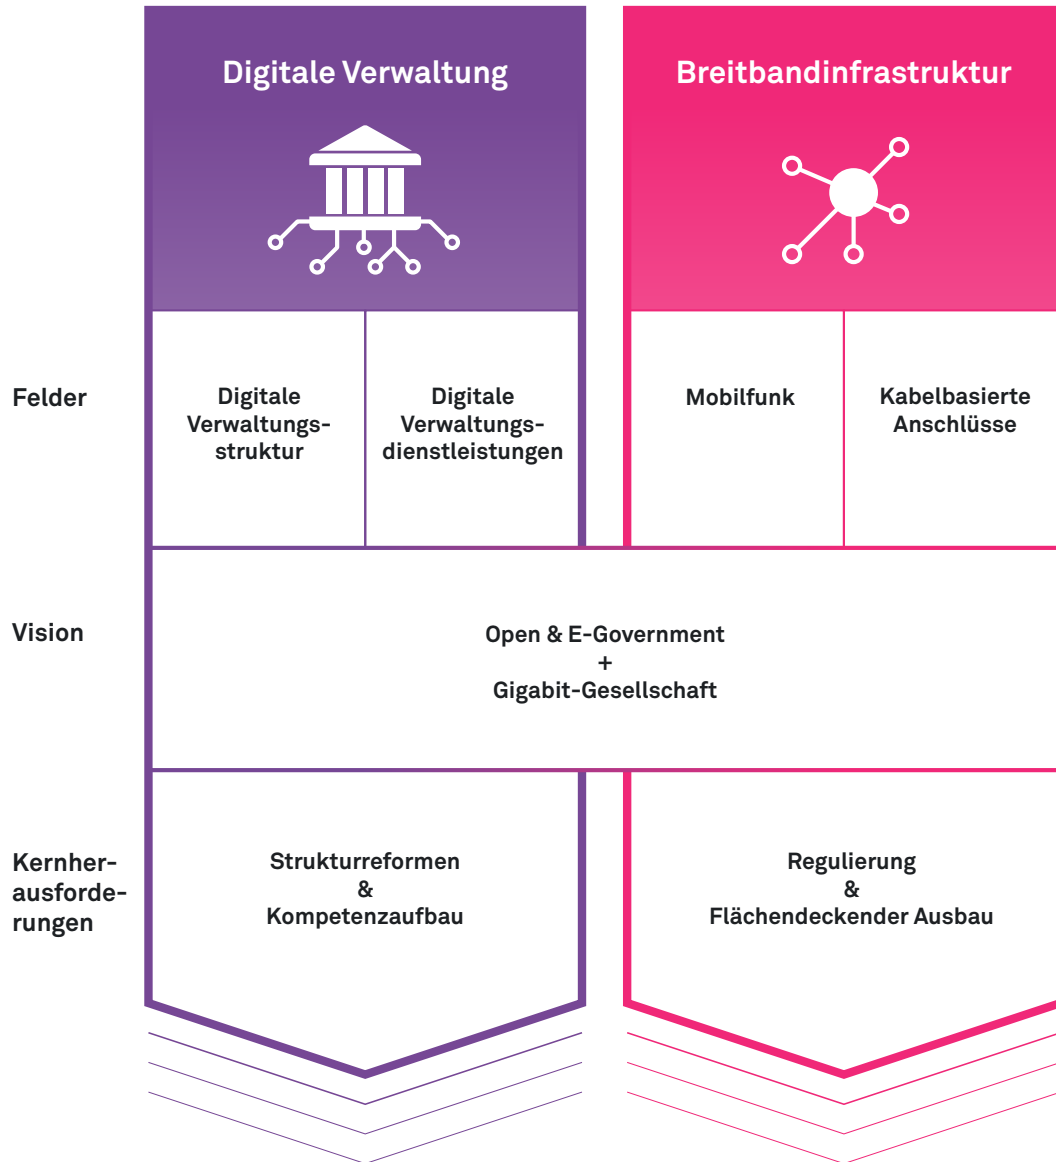 Digitale Verwaltung
Breitbandinfrastruktur
Felder
Digitale
Verwaltungs-
struktur
Digitale
Verwaltungs-
dienstleistungen
Mobilfunk
Kabelbasierte
Anschlüsse
Vision
Open & E-Government
+
Gigabit-Gesellschaft
Kernher-
ausforde-
rungen
Strukturreformen
&
Kompetenzaufbau
Regulierung
&
Flächendeckender Ausbau